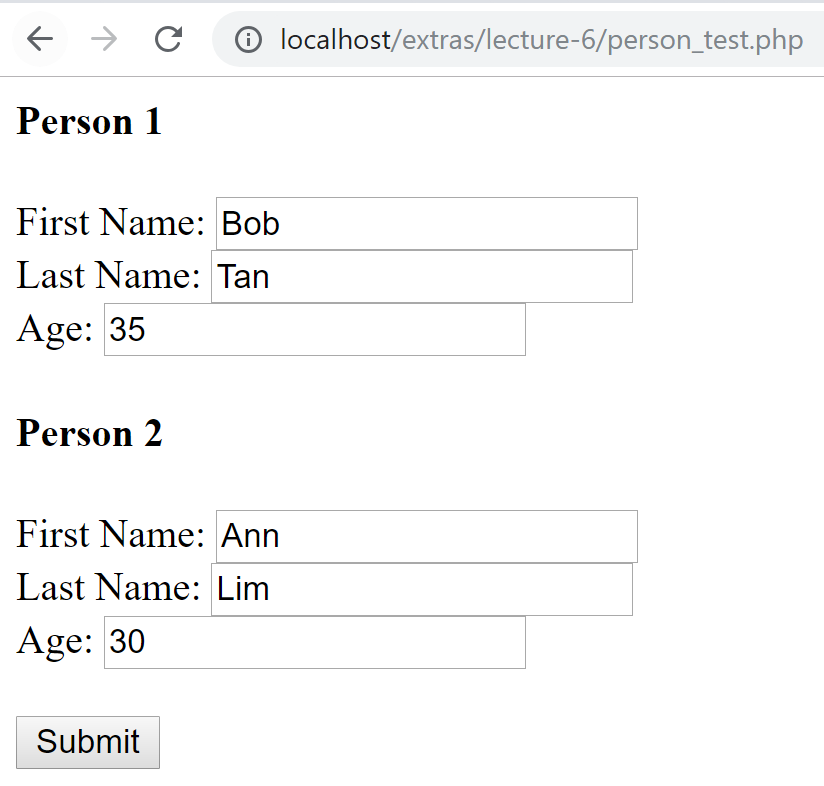 localhost/extras/lecture-6/person_test.php
Person 1
First Name: Bob
Last Name: Tan
Age: 35
Person 2
First Name: Ann
Last Name: Lim
Age: 30
Submit